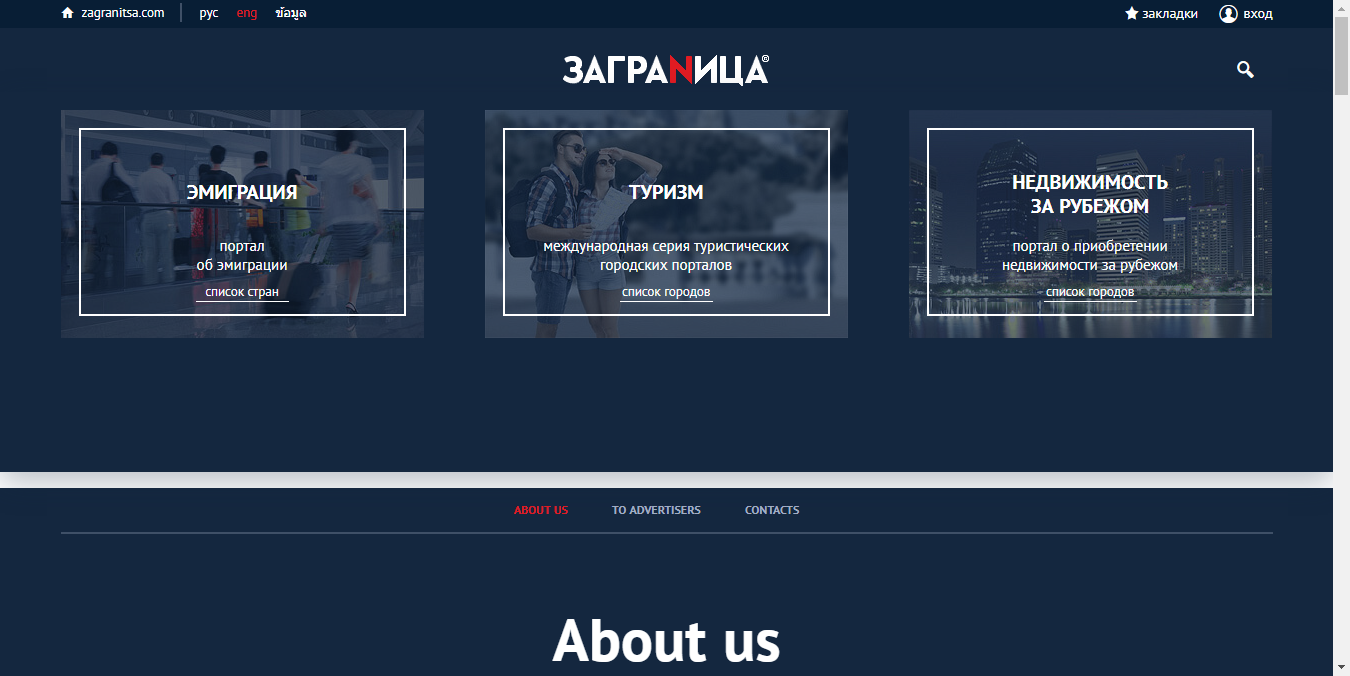 zagranitsa.com рус eng ข้อมูล закладки вход
ЗАГРАNИЦА®
ЭМИГРАЦИЯ
портал
об эмиграции
список стран
ТУРИЗМ
международная серия туристических
городских порталов
список городов
НЕДВИЖИМОСТЬ
ЗА РУБЕЖОМ
портал о приобретении
недвижимости за рубежом
список городов
ABOUT US TO ADVERTISERS CONTACTS
About us